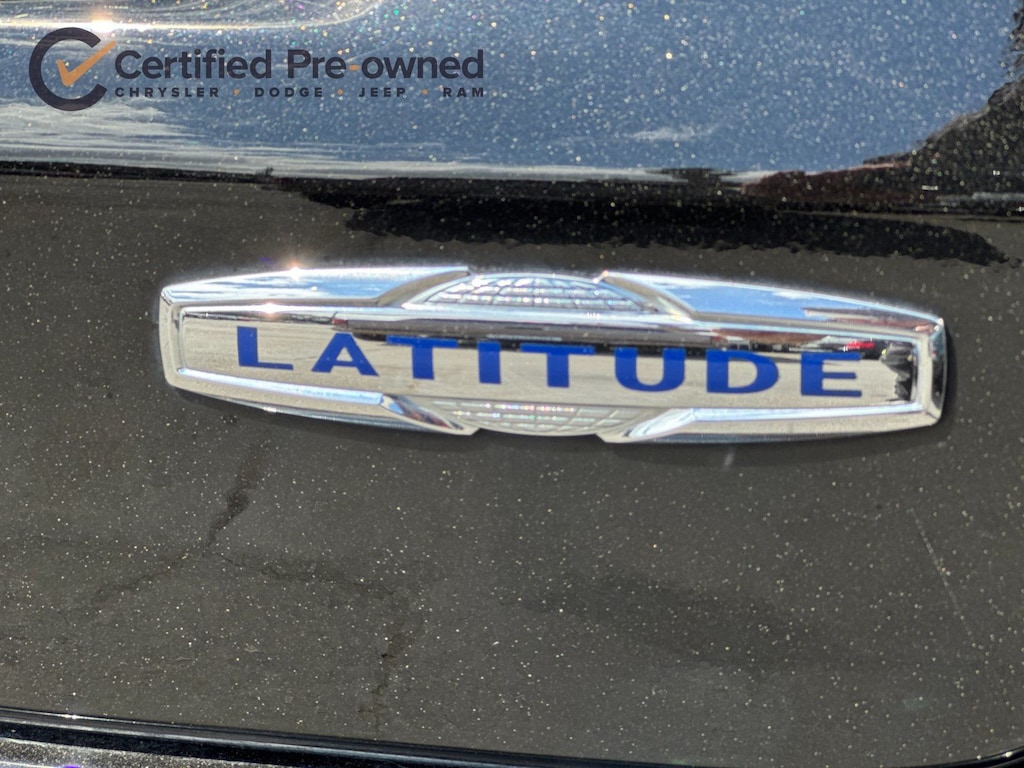 Certified Pre-owned
CHRYSLER · DODGE · JEEP · RAM
LATITUDE